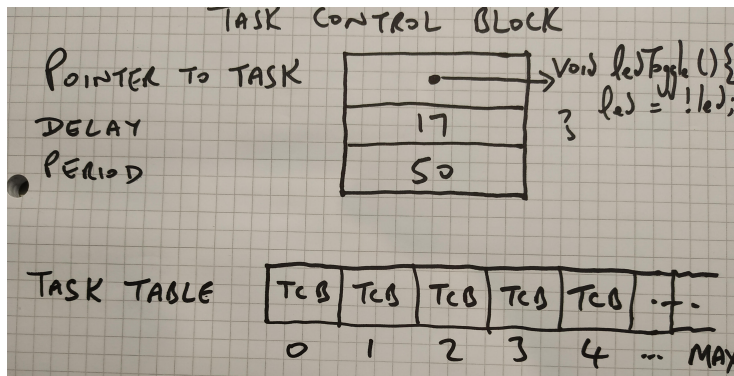 TASK CONTROL BLOCK
POINTER TO TASK
void ledToggle () {
led = !led;
}
DELAY 17
PERIOD 50
TASK TABLE TCB TCB TCB TCB TCB ...
0 1 2 3 4 ... MAX